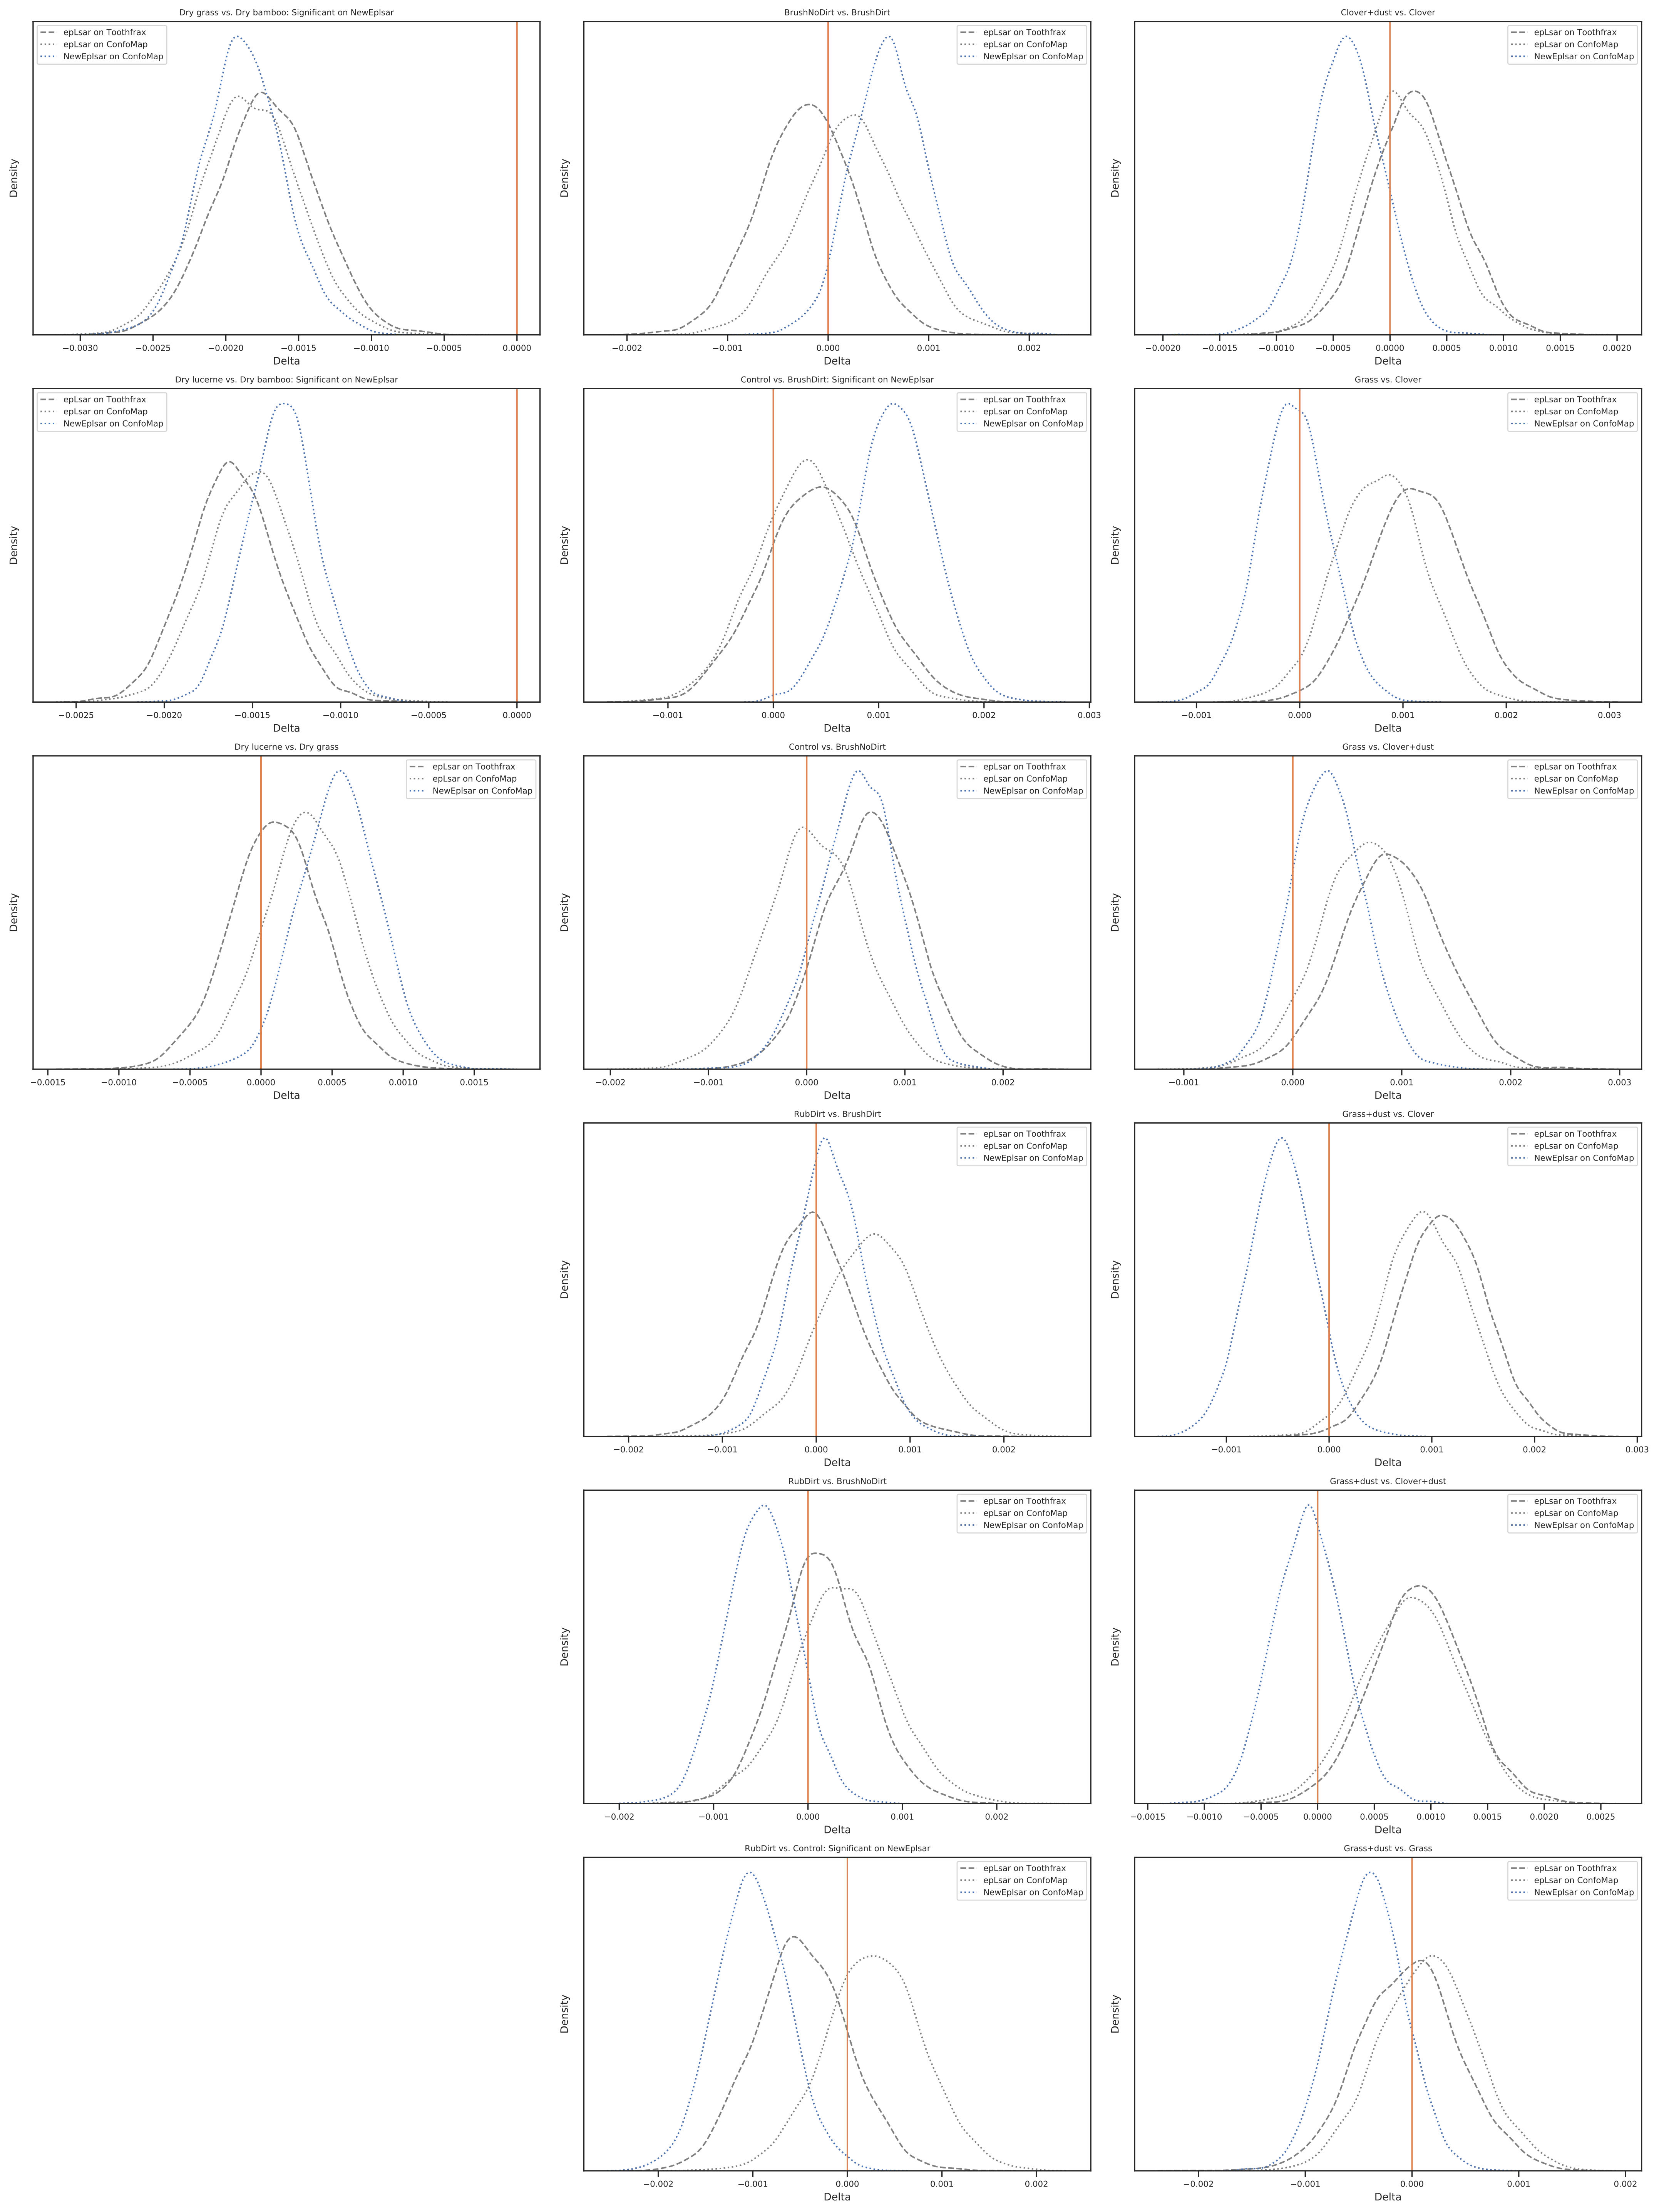 Dry grass vs. Dry bamboo: Significant on NewEplsar
epLsar on Toothfrax
epLsar on ConfoMap
NewEplsar on ConfoMap
Density
−0.0030 −0.0025 −0.0020 −0.0015 −0.0010 −0.0005 0.0000
Delta
BrushNoDirt vs. BrushDirt
epLsar on Toothfrax
epLsar on ConfoMap
NewEplsar on ConfoMap
Density
−0.002 −0.001 0.000 0.001 0.002
Delta
Clover+dust vs. Clover
epLsar on Toothfrax
epLsar on ConfoMap
NewEplsar on ConfoMap
Density
−0.0020 −0.0015 −0.0010 −0.0005 0.0000 0.0005 0.0010 0.0015 0.0020
Delta
Dry lucerne vs. Dry bamboo: Significant on NewEplsar
epLsar on Toothfrax
epLsar on ConfoMap
NewEplsar on ConfoMap
Density
−0.0025 −0.0020 −0.0015 −0.0010 −0.0005 0.0000
Delta
Control vs. BrushDirt: Significant on NewEplsar
epLsar on Toothfrax
epLsar on ConfoMap
NewEplsar on ConfoMap
Density
−0.001 0.000 0.001 0.002 0.003
Delta
Grass vs. Clover
epLsar on Toothfrax
epLsar on ConfoMap
NewEplsar on ConfoMap
Density
−0.001 0.000 0.001 0.002 0.003
Delta
Dry lucerne vs. Dry grass
epLsar on Toothfrax
epLsar on ConfoMap
NewEplsar on ConfoMap
Density
−0.0015 −0.0010 −0.0005 0.0000 0.0005 0.0010 0.0015
Delta
Control vs. BrushNoDirt
epLsar on Toothfrax
epLsar on ConfoMap
NewEplsar on ConfoMap
Density
−0.002 −0.001 0.000 0.001 0.002
Delta
Grass vs. Clover+dust
epLsar on Toothfrax
epLsar on ConfoMap
NewEplsar on ConfoMap
Density
−0.001 0.000 0.001 0.002 0.003
Delta
RubDirt vs. BrushDirt
epLsar on Toothfrax
epLsar on ConfoMap
NewEplsar on ConfoMap
Density
−0.002 −0.001 0.000 0.001 0.002
Delta
Grass+dust vs. Clover
epLsar on Toothfrax
epLsar on ConfoMap
NewEplsar on ConfoMap
Density
−0.001 0.000 0.001 0.002 0.003
Delta
RubDirt vs. BrushNoDirt
epLsar on Toothfrax
epLsar on ConfoMap
NewEplsar on ConfoMap
Density
−0.002 −0.001 0.000 0.001 0.002
Delta
Grass+dust vs. Clover+dust
epLsar on Toothfrax
epLsar on ConfoMap
NewEplsar on ConfoMap
Density
−0.0015 −0.0010 −0.0005 0.0000 0.0005 0.0010 0.0015 0.0020 0.0025
Delta
RubDirt vs. Control: Significant on NewEplsar
epLsar on Toothfrax
epLsar on ConfoMap
NewEplsar on ConfoMap
Density
−0.002 −0.001 0.000 0.001 0.002
Delta
Grass+dust vs. Grass
epLsar on Toothfrax
epLsar on ConfoMap
NewEplsar on ConfoMap
Density
−0.002 −0.001 0.000 0.001 0.002
Delta